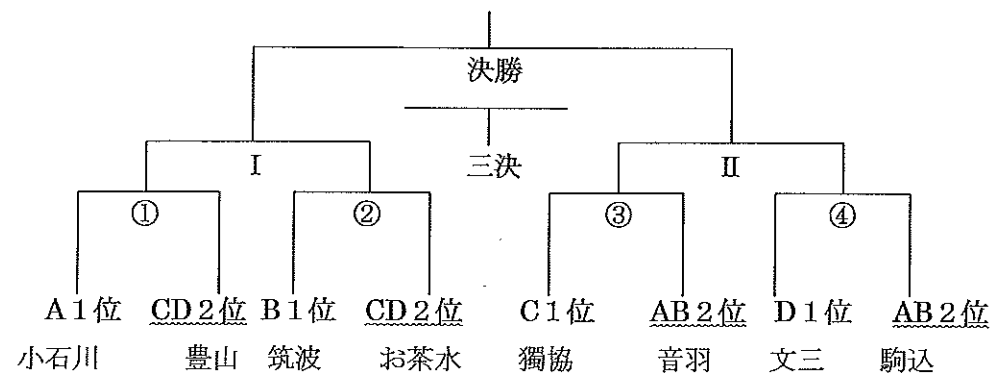 決勝
三決
Ⅰ Ⅱ
① ② ③ ④
A1位 CD2位 B1位 CD2位 C1位 AB2位 D1位 AB2位
小石川 豊山 筑波 お茶水 獨協 音羽 文三 駒込